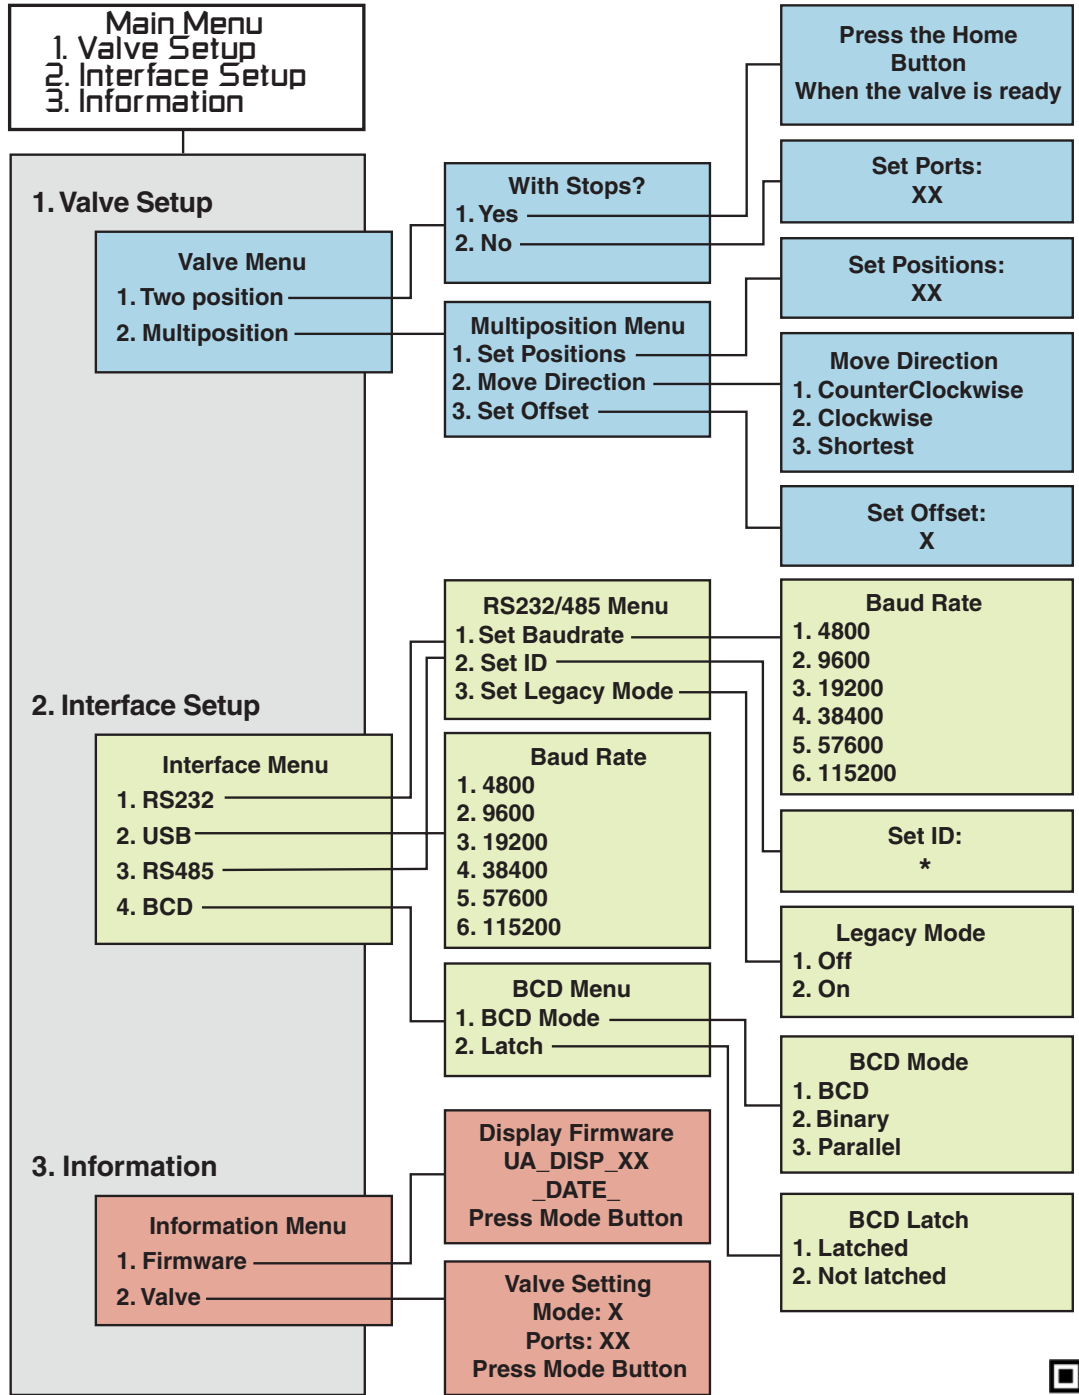 Main Menu
1. Valve Setup
2. Interface Setup
3. Information
1. Valve Setup
Valve Menu
1. Two position
2. Multiposition
With Stops?
1. Yes
2. No
Press the Home
Button
When the valve is ready
Set Ports:
XX
Multiposition Menu
1. Set Positions
2. Move Direction
3. Set Offset
Set Positions:
XX
Move Direction
1. CounterClockwise
2. Clockwise
3. Shortest
Set Offset:
X
2. Interface Setup
Interface Menu
1. RS232
2. USB
3. RS485
4. BCD
RS232/485 Menu
1. Set Baudrate
2. Set ID
3. Set Legacy Mode
Baud Rate
1. 4800
2. 9600
3. 19200
4. 38400
5. 57600
6. 115200
Baud Rate
1. 4800
2. 9600
3. 19200
4. 38400
5. 57600
6. 115200
Set ID:
*
Legacy Mode
1. Off
2. On
BCD Menu
1. BCD Mode
2. Latch
BCD Mode
1. BCD
2. Binary
3. Parallel
BCD Latch
1. Latched
2. Not latched
3. Information
Information Menu
1. Firmware
2. Valve
Display Firmware
UA_DISP_XX
_DATE_
Press Mode Button
Valve Setting
Mode: X
Ports: XX
Press Mode Button